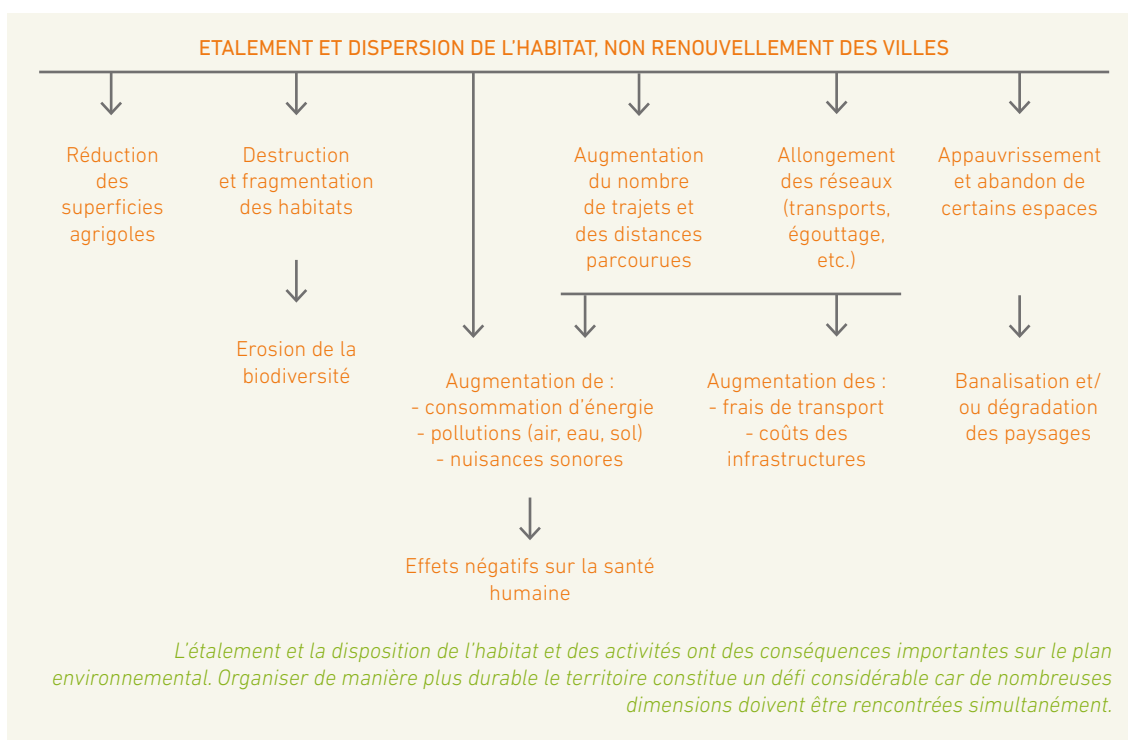 ETALEMENT ET DISPERSION DE L'HABITAT, NON RENOUVELLEMENT DES VILLES
Réduction
des
superficies
agrigoles
Destruction
et fragmentation
des habitats
Augmentation
du nombre
de trajets et
des distances
parcourues
Allongement
des réseaux
(transports,
égouttage,
etc.)
Appauvrissement
et abandon de
certains espaces
Erosion de la
biodiversité
Augmentation de :
- consommation d'énergie
- pollutions (air, eau, sol)
- nuisances sonores
Augmentation des :
- frais de transport
- coûts des
infrastructures
Banalisation et/
ou dégradation
des paysages
Effets négatifs sur la santé
humaine
L'étalement et la disposition de l'habitat et des activités ont des conséquences importantes sur le plan
environnemental. Organiser de manière plus durable le territoire constitue un défi considérable car de nombreuses
dimensions doivent être rencontrées simultanément.